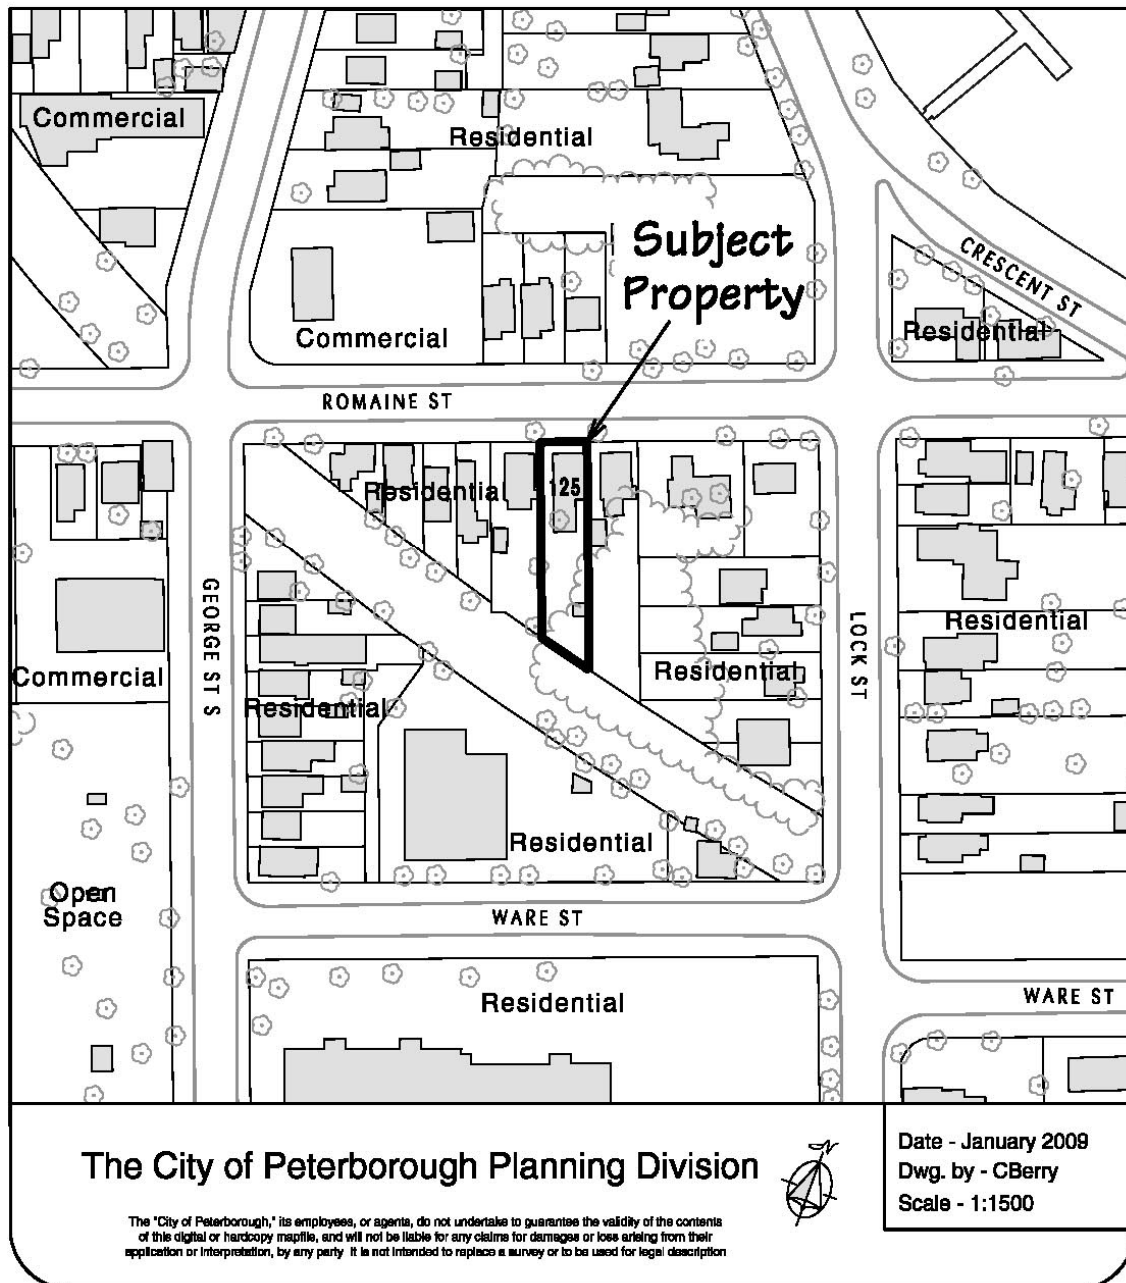 Commercial
Residential
Subject
Property
CRESCENT ST
Residential
Commercial
ROMAINE ST
Residential
125
GEORGE ST S
LOCK ST
Residential
Commercial
Residential
Residential
Residential
Open
Space
WARE ST
Residential
WARE ST
The City of Peterborough Planning Division
N
Date - January 2009
Dwg. by - CBerry
Scale - 1:1500
The "City of Peterborough," its employees, or agents, do not undertake to guarantee the validity of the contents
of this digital or hardcopy mapfile, and will not be liable for any claims for damages or loss arising from their
application or interpretation, by any party It is not intended to replace a survey or to be used for legal description